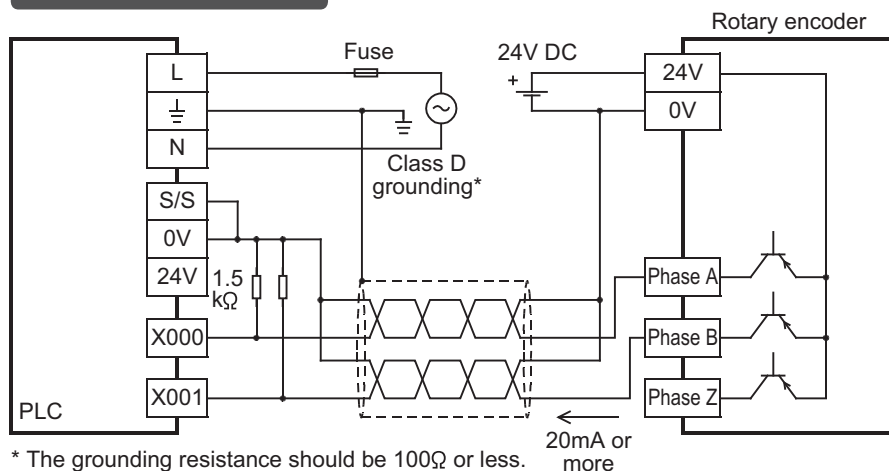 Rotary encoder
Fuse
24V DC
+
L
N
Class D
grounding*
24V
0V
S/S
0V
24V
1.5
kΩ
X000
X001
PLC
Phase A
Phase B
Phase Z
20mA or
more
* The grounding resistance should be 100Ω or less.